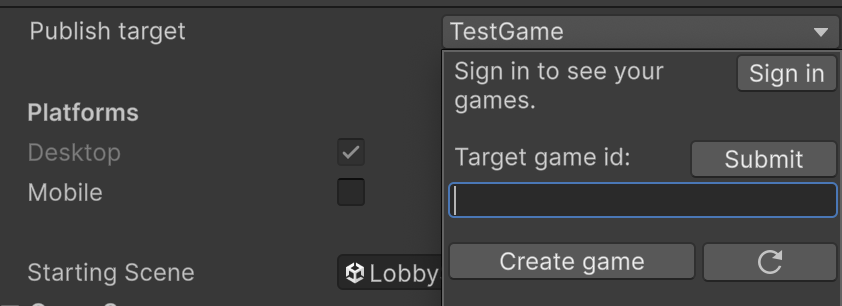 Publish target
TestGame
Sign in to see your
games.
Sign in
Platforms
Desktop
Target game id:
Submit
Mobile
Create game
Starting Scene
Lobby